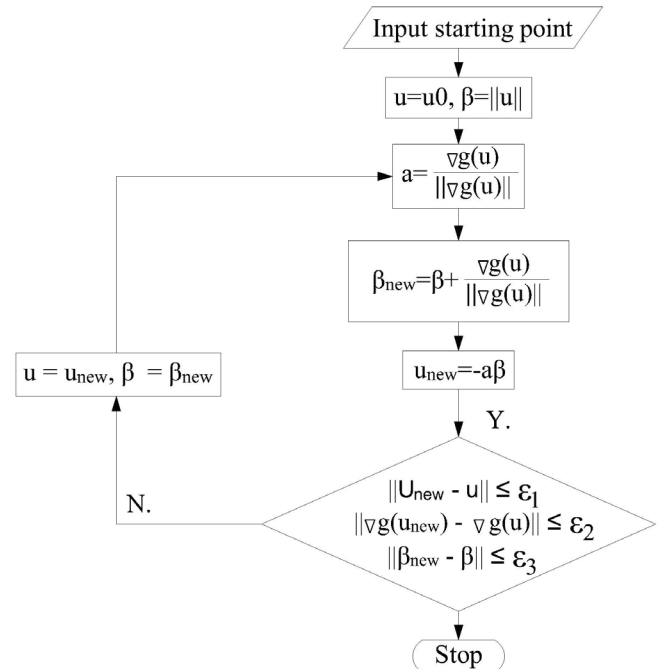 Input starting point
u=u0, β=||u||
a= ∇g(u) / ||∇g(u)||
βnew=β+ ∇g(u) / ||∇g(u)||
u = unew, β = βnew
unew=-aβ
Y.
N.
||Unew - u|| ≤ ε1
||∇g(unew) - ∇g(u)|| ≤ ε2
||βnew - β|| ≤ ε3
Stop